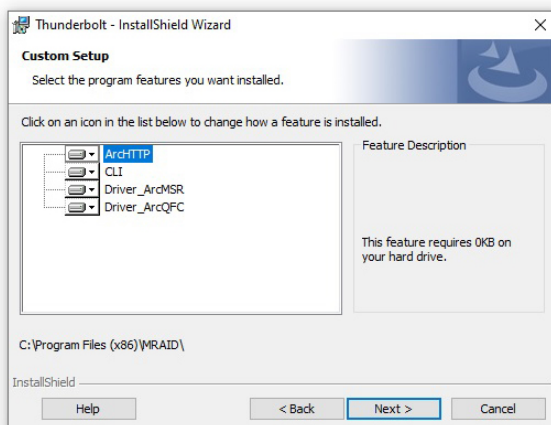 Thunderbolt - InstallShield Wizard
Custom Setup
Select the program features you want installed.
Click on an icon in the list below to change how a feature is installed.
ArcHTTP
CLI
Driver_ArcMSR
Driver_ArcQFC
Feature Description
This feature requires 0KB on
your hard drive.
C:\Program Files (x86)\MRAID\
InstallShield
Help
< Back
Next >
Cancel